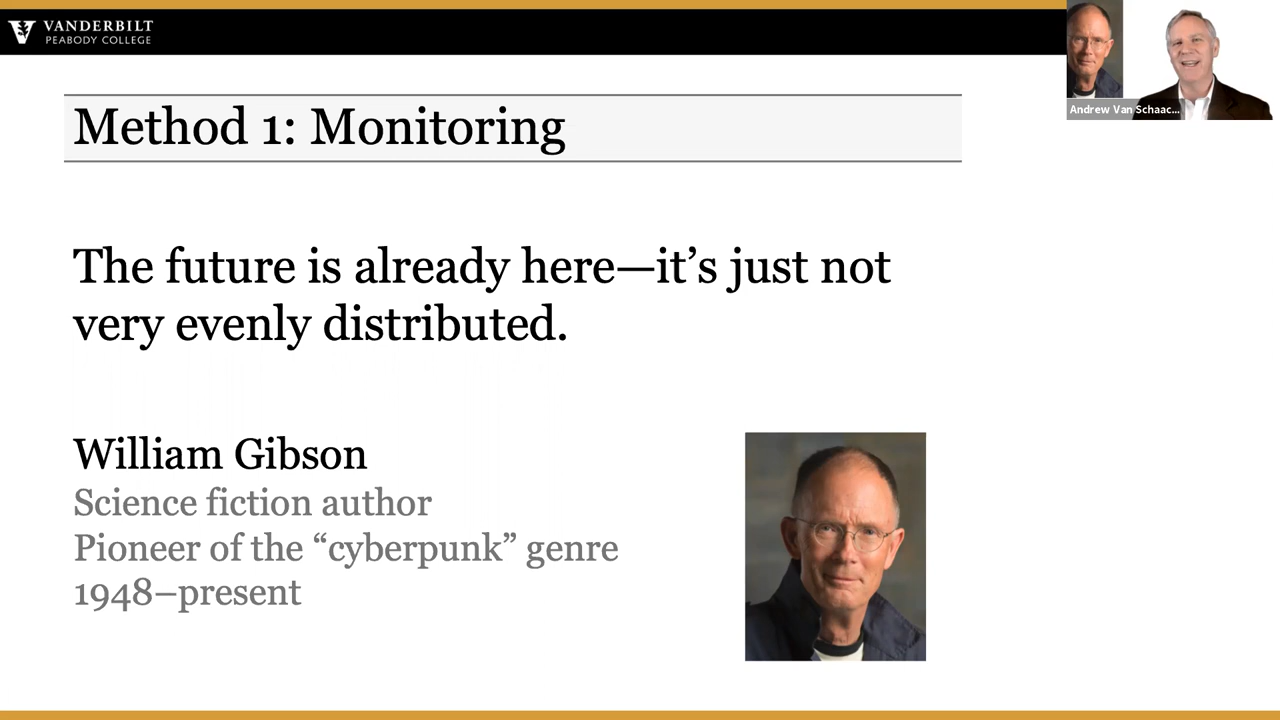 VANDERBILT
PEABODY COLLEGE
Andrew Van Schaac...
Method 1: Monitoring
The future is already here—it’s just not
very evenly distributed.
William Gibson
Science fiction author
Pioneer of the “cyberpunk” genre
1948–present